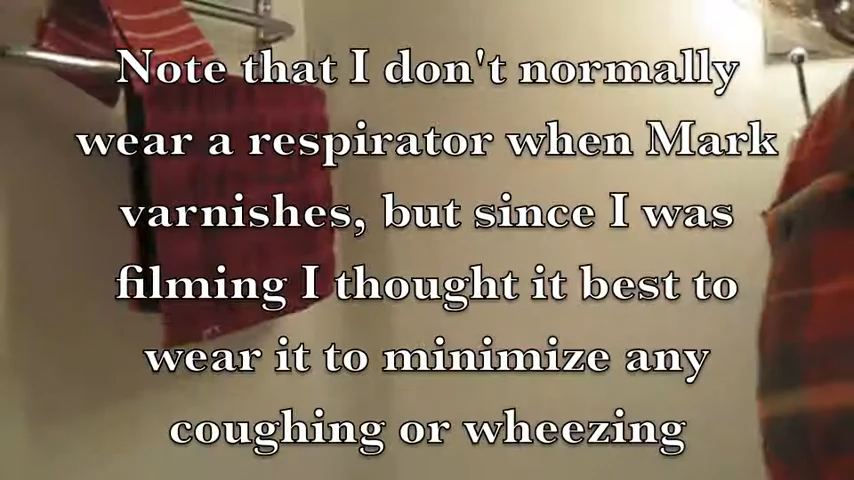 Note that I don't normally
wear a respirator when Mark
varnishes, but since I was
filming I thought it best to
wear it to minimize any
coughing or wheezing